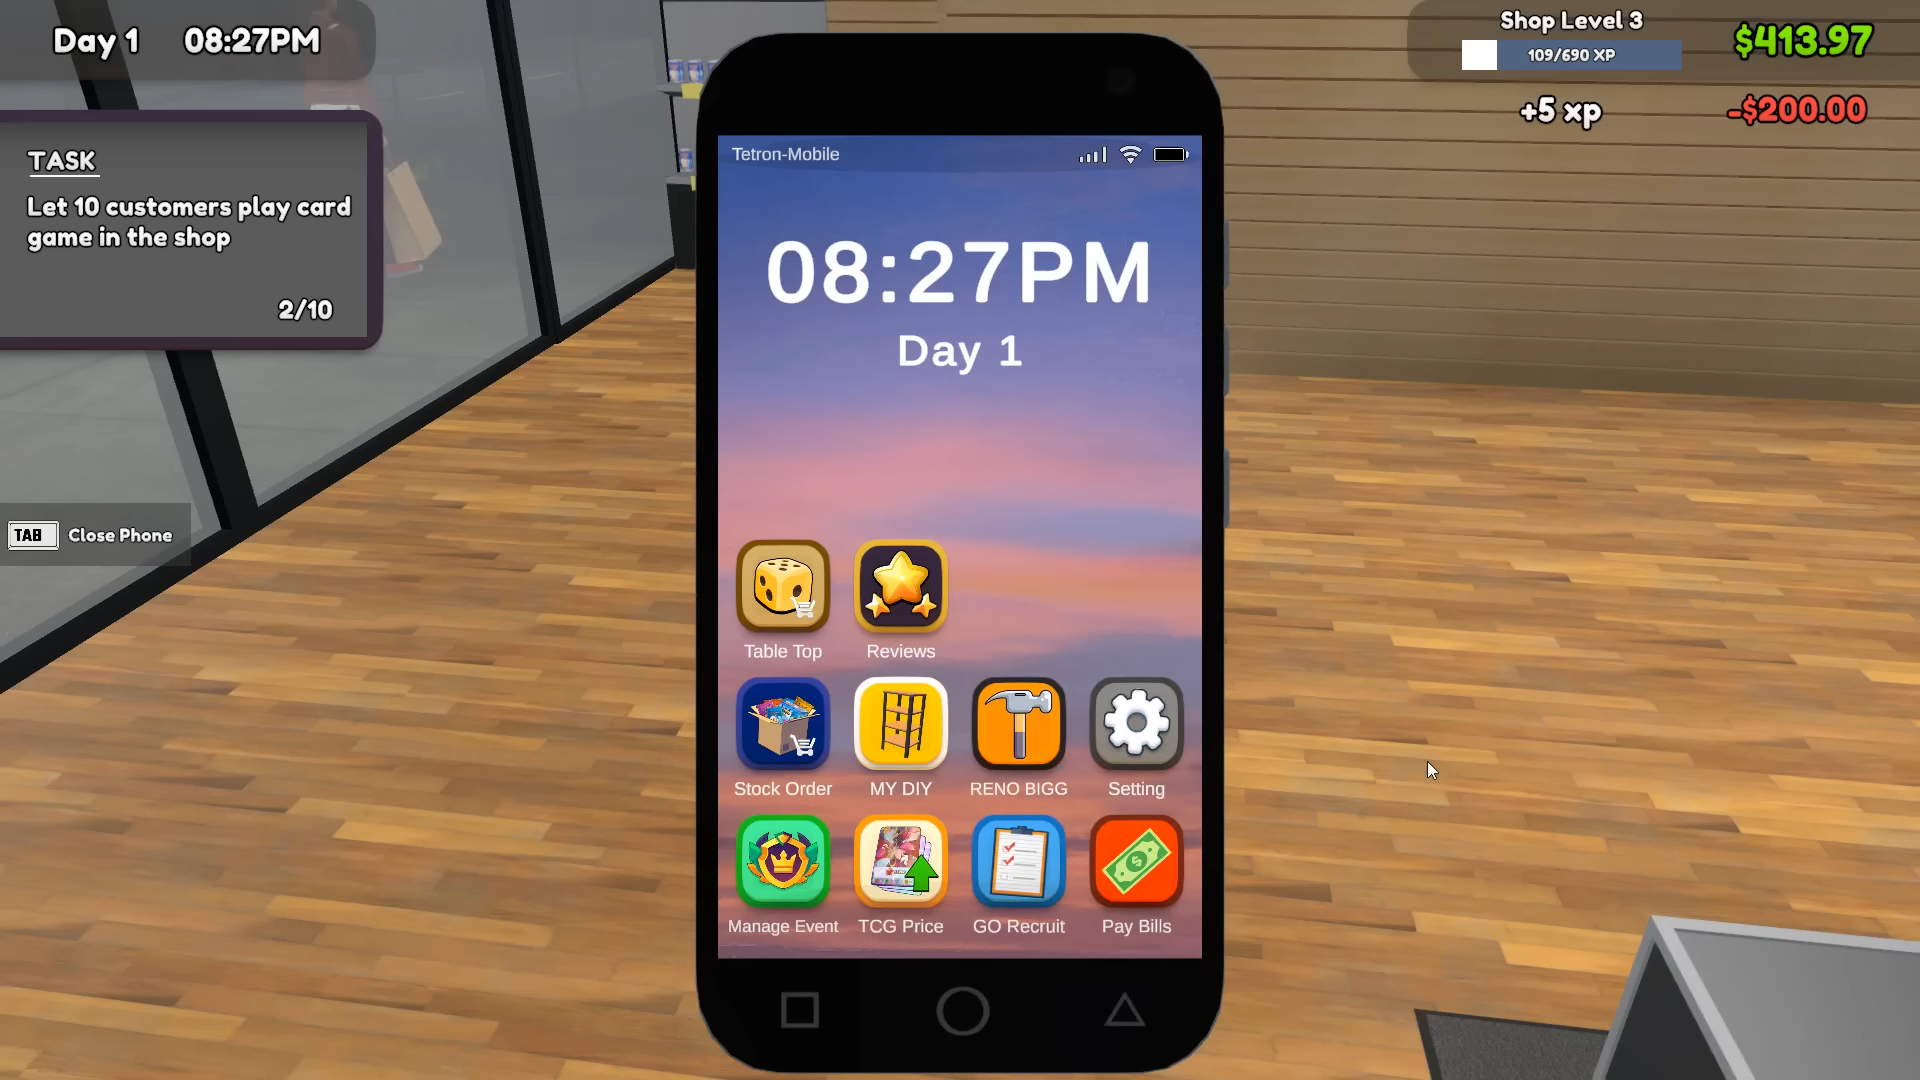 Day 1 08:27PM
TASK
Let 10 customers play card
game in the shop
2/10
TAB Close Phone
Tetron-Mobile
08:27PM
Day 1
Table Top Reviews
Stock Order MY DIY RENO BIGG Setting
Manage Event TCG Price GO Recruit Pay Bills
Shop Level 3
109/690 XP
$413.97
+5 xp
-$200.00